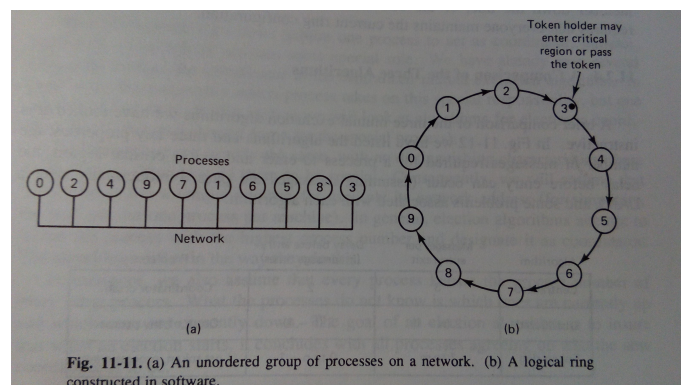 Token holder may
enter critical
region or pass
the token
Processes
0 2 4 9 7 1 6 5 8 3
Network
(a)
0 1 2 3 4 5 6 7 8 9
(b)
Fig. 11-11. (a) An unordered group of processes on a network. (b) A logical ring
constructed in software.